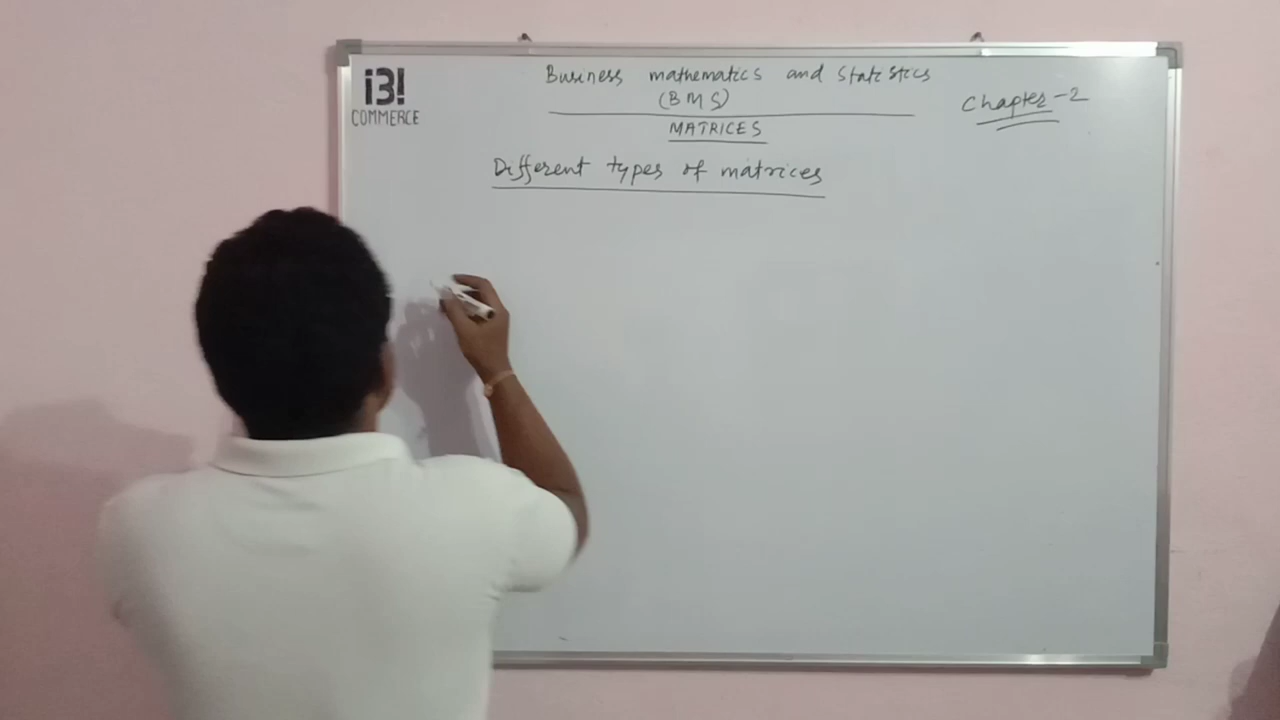 i3!
COMMERCE
Business mathematics and Statistics
(BMS)
Chapter-2
MATRICES
Different types of matrices